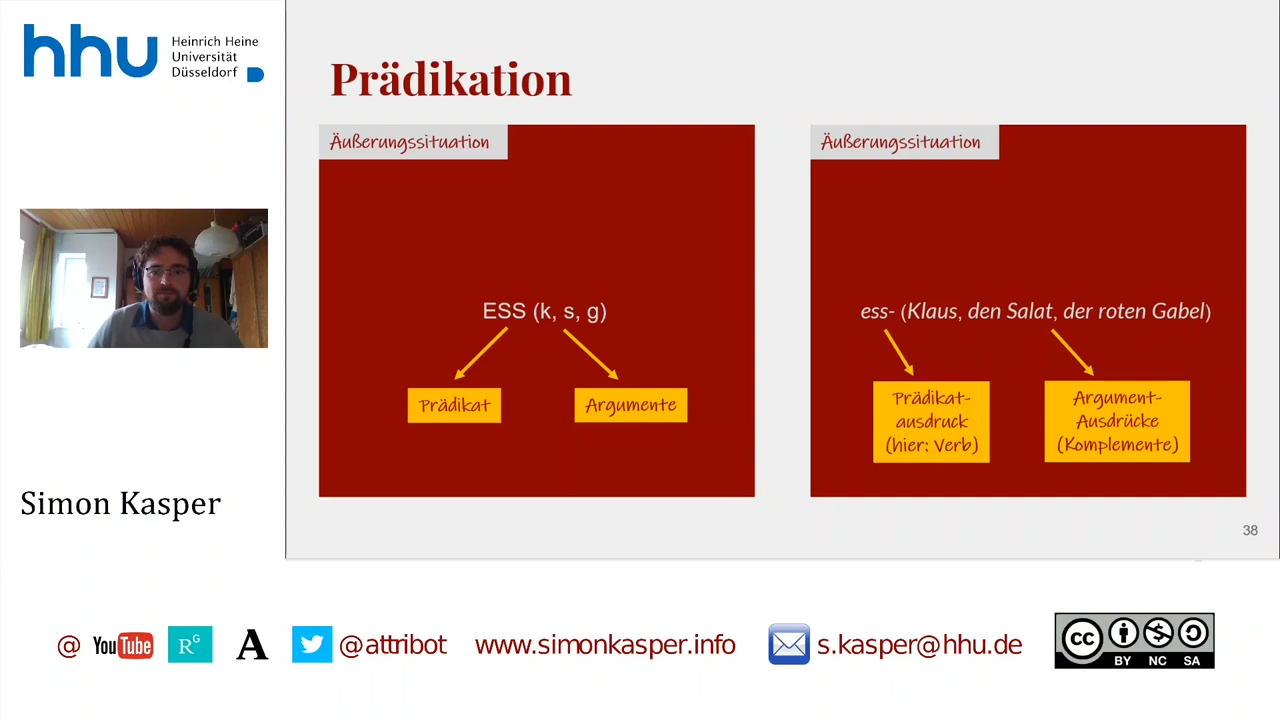 hhu
Heinrich Heine
Universität
Düsseldorf
Prädikation
Äußerungssituation
ESS (k, s, g)
Prädikat
Argumente
Äußerungssituation
ess- (Klaus, den Salat, der roten Gabel)
Prädikat-
ausdruck
(hier: Verb)
Argument-
Ausdrücke
(Komplemente)
38
Simon Kasper
@ YouTube RG A @attribot www.simonkasper.info s.kasper@hhu.de
cc
BY NC SA